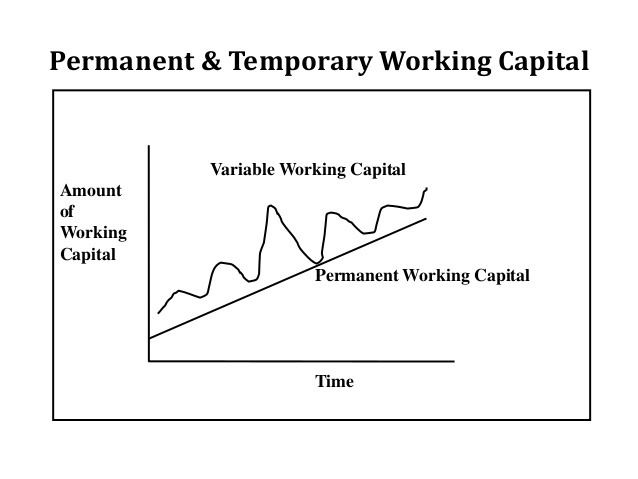 Permanent & Temporary Working Capital
Variable Working Capital
Amount
of
Working
Capital
Permanent Working Capital
Time